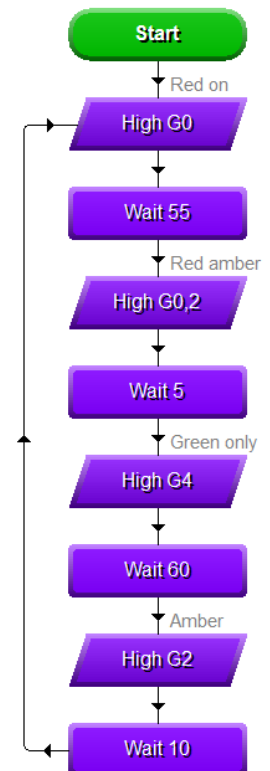 Start
Red on
High G0
Wait 55
Red amber
High G0,2
Wait 5
Green only
High G4
Wait 60
Amber
High G2
Wait 10